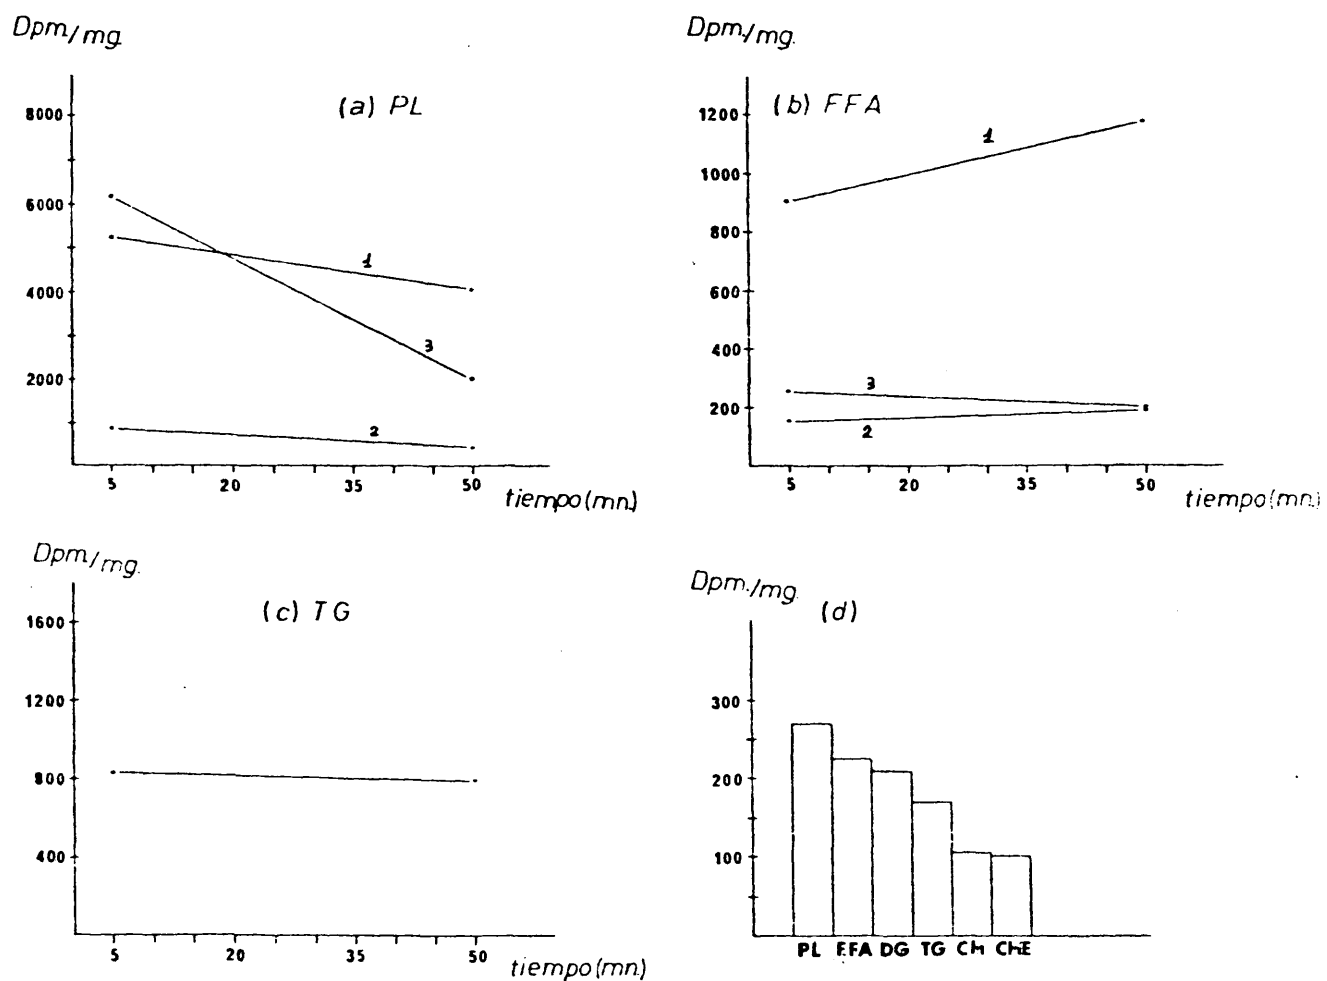 Dpm./mg.
(a) PL
8000
6000
4000
2000
1
3
2
5 20 35 50
tiempo(mn.)
Dpm./mg.
(b) FFA
1200
1000
800
600
400
200
1
3
2
5 20 35 50
tiempo(mn.)
Dpm./mg.
(c) TG
1600
1200
800
400
5 20 35 50
tiempo(mn.)
Dpm./mg.
(d)
300
200
100
PL FFA DG TG Ch ChE